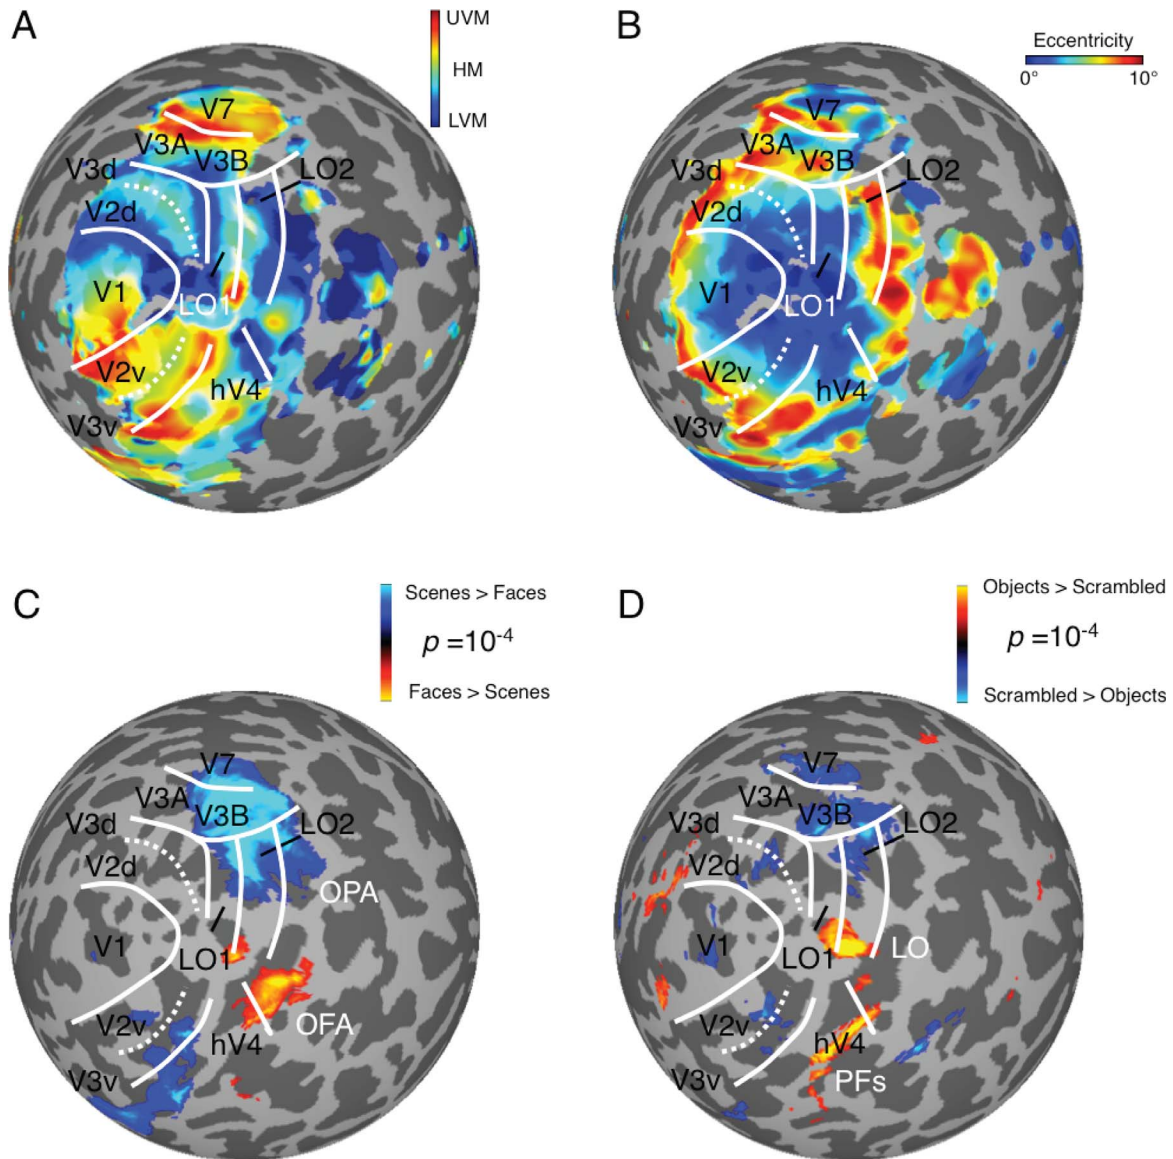 A
UVM
HM
LVM
V7
V3A
V3B
V3d
LO2
V2d
V1
LO1
V2v
hV4
V3v
B
Eccentricity
0° 10°
V7
V3A
V3B
V3d
LO2
V2d
V1
LO1
V2v
hV4
V3v
C
Scenes > Faces
p =10-4
Faces > Scenes
V7
V3A
V3B
V3d
LO2
V2d
OPA
V1
LO1
OFA
V2v
hV4
V3v
D
Objects > Scrambled
p =10-4
Scrambled > Objects
V7
V3A
V3B
V3d
LO2
V2d
V1
LO1
LO
V2v
hV4
V3v
PFs